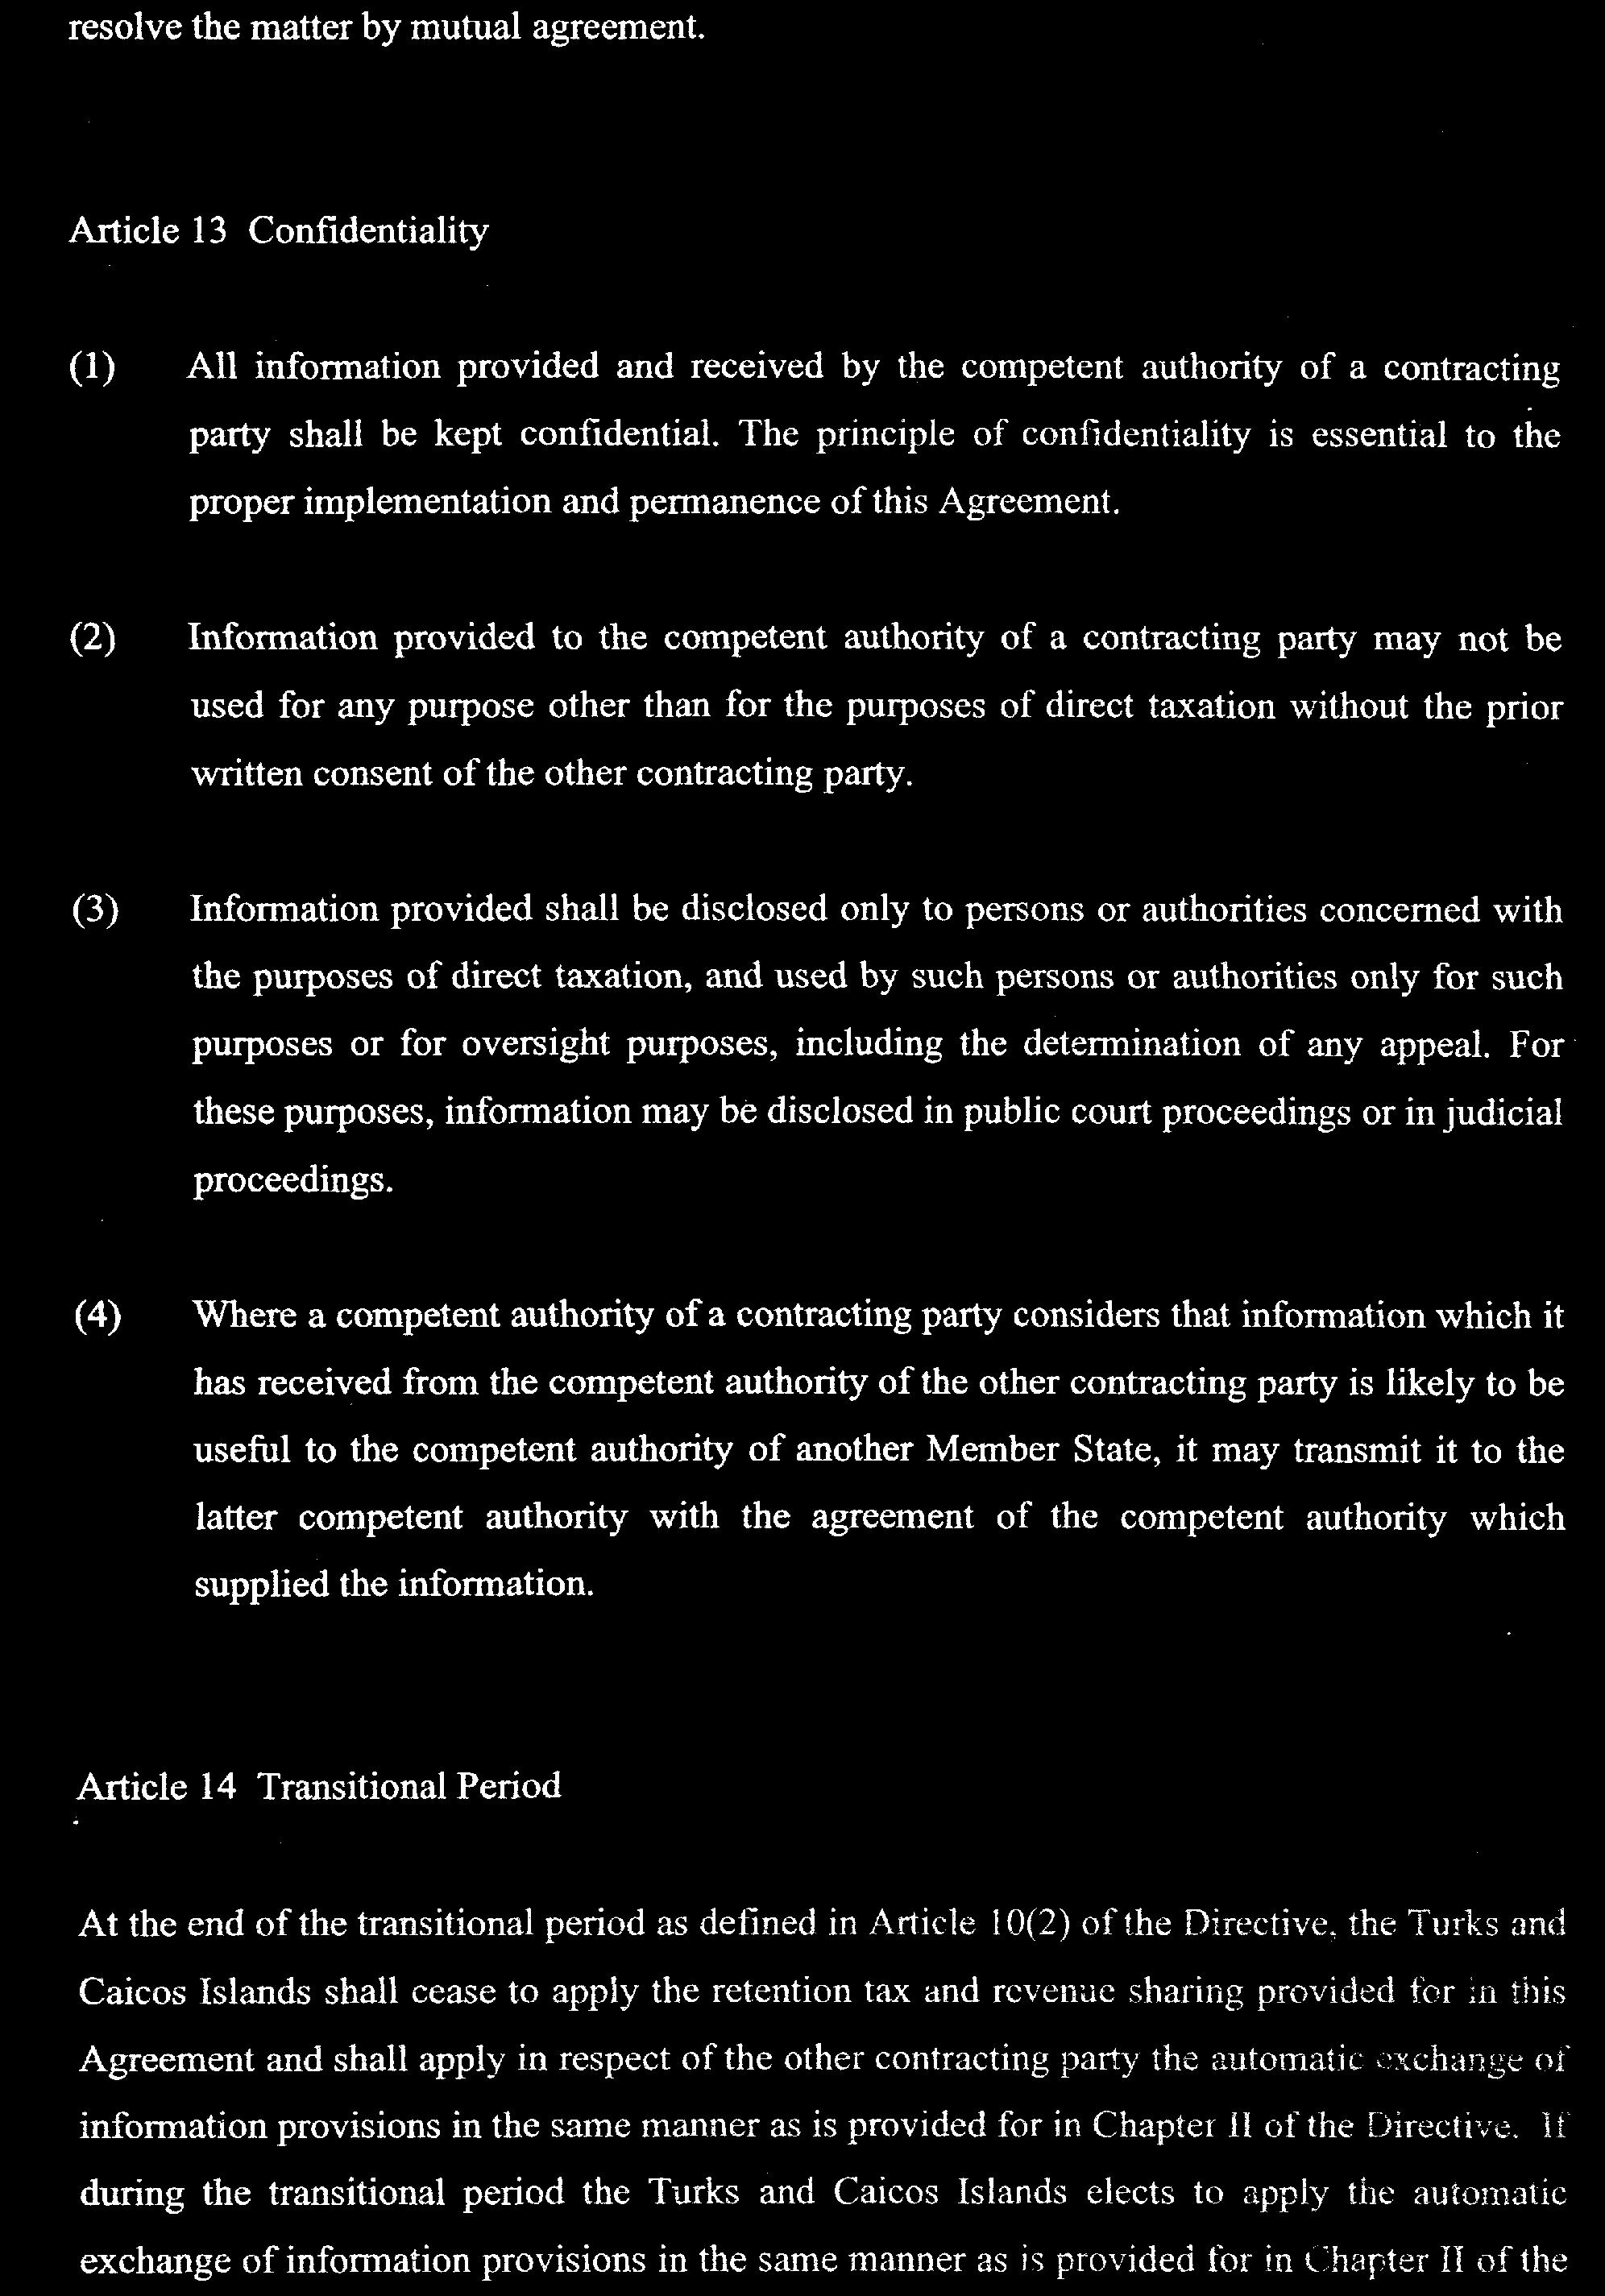 resolve the matter by mutual agreement.
Article 13 Confidentiality
(1) All information provided and received by the competent authority of a contracting
party shall be kept confidential. The principle of confidentiality is essential to the
proper implementation and permanence of this Agreement.
(2) Information provided to the competent authority of a contracting party may not be
used for any purpose other than for the purposes of direct taxation without the prior
written consent of the other contracting party.
(3) Information provided shall be disclosed only to persons or authorities concerned with
the purposes of direct taxation, and used by such persons or authorities only for such
purposes or for oversight purposes, including the determination of any appeal. For
these purposes, information may be disclosed in public court proceedings or in judicial
proceedings.
(4) Where a competent authority of a contracting party considers that information which it
has received from the competent authority of the other contracting party is likely to be
useful to the competent authority of another Member State, it may transmit it to the
latter competent authority with the agreement of the competent authority which
supplied the information.
Article 14 Transitional Period
At the end of the transitional period as defined in Article 10(2) of the Directive, the Turks and
Caicos Islands shall cease to apply the retention tax and revenue sharing provided for in this
Agreement and shall apply in respect of the other contracting party the automatic exchange of
information provisions in the same manner as is provided for in Chapter II of the Directive. If
during the transitional period the Turks and Caicos Islands elects to apply the automatic
exchange of information provisions in the same manner as is provided for in Chapter II of the